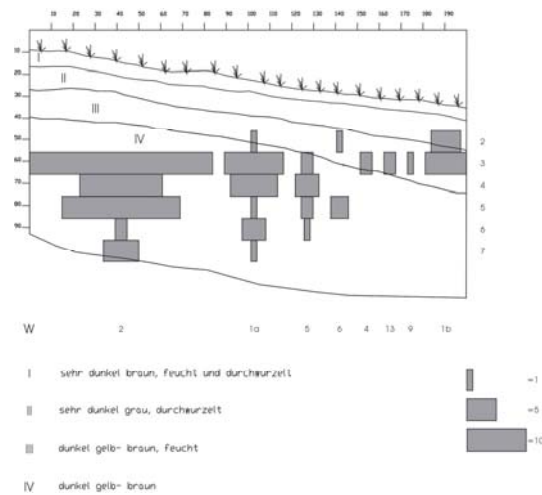 10 20 30 40 50 60 70 80 90 100 110 120 130 140 150 160 170 180 190
10
I
20
II
30
III
40
IV
50
2
60
3
70
4
80
5
90
6
7
W 2 1a 5 6 4 13 9 1b
I sehr dunkel braun, feucht und durchwurzelt
II sehr dunkel grau, durchwurzelt
III dunkel gelb- braun, feucht
IV dunkel gelb- braun
=1
=5
=10